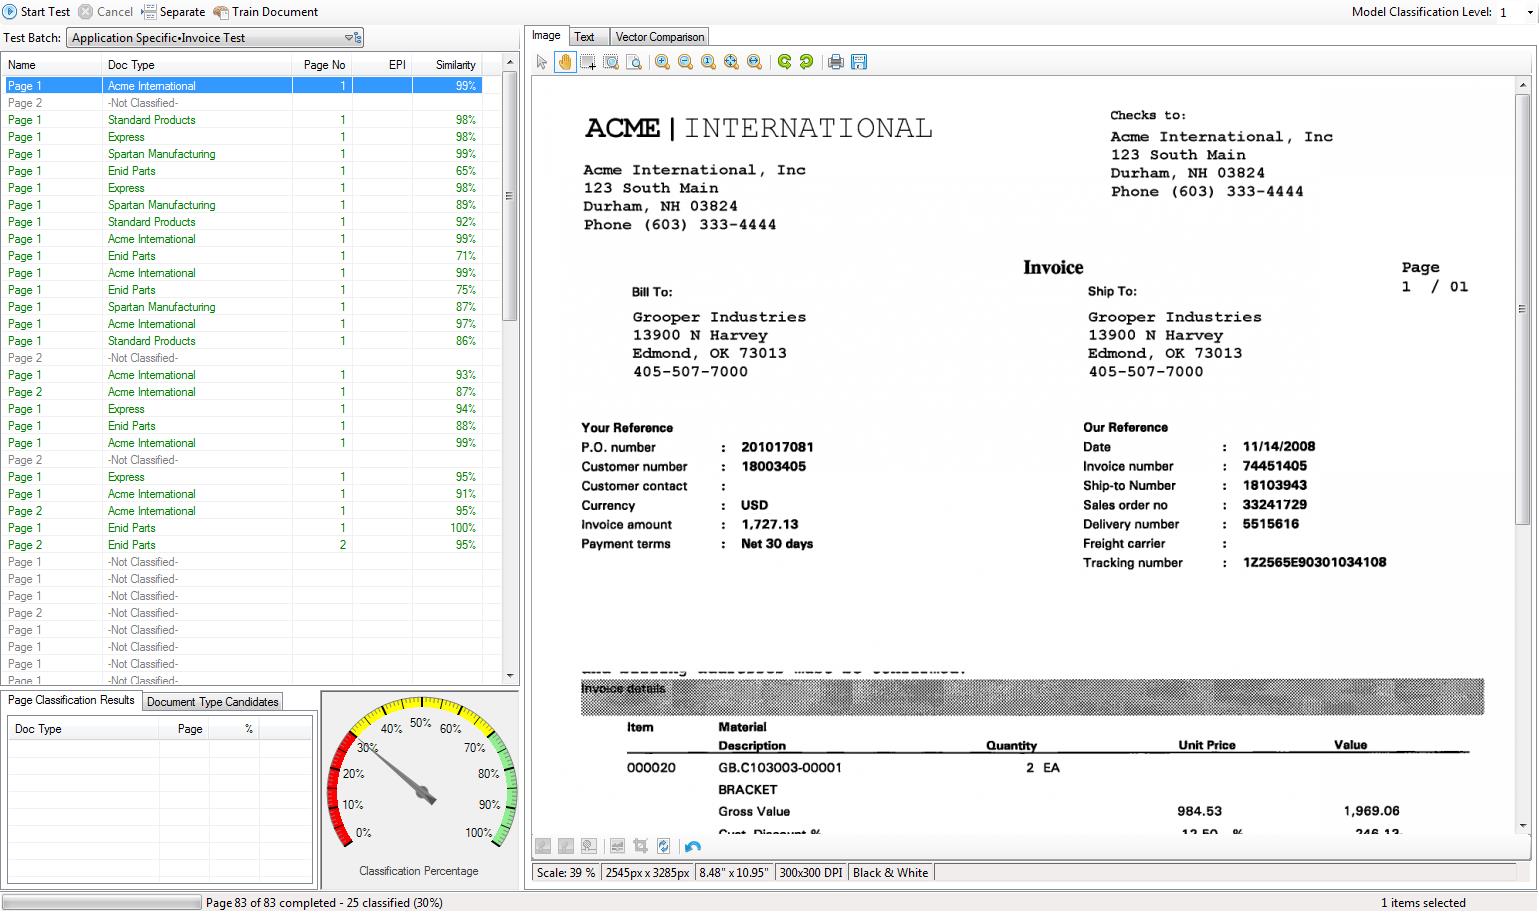 Start Test Cancel Separate Train Document Model Classification Level: 1
Test Batch: Application Specific•Invoice Test
Name Doc Type Page No EPI Similarity
Page 1 Acme International 1 99%
Page 2 -Not Classified-
Page 1 Standard Products 1 98%
Page 1 Express 1 98%
Page 1 Spartan Manufacturing 1 99%
Page 1 Enid Parts 1 65%
Page 1 Express 1 98%
Page 1 Spartan Manufacturing 1 89%
Page 1 Standard Products 1 92%
Page 1 Acme International 1 99%
Page 1 Enid Parts 1 71%
Page 1 Acme International 1 99%
Page 1 Enid Parts 1 75%
Page 1 Spartan Manufacturing 1 87%
Page 1 Acme International 1 97%
Page 1 Standard Products 1 86%
Page 2 -Not Classified-
Page 1 Acme International 1 93%
Page 2 Acme International 1 87%
Page 1 Express 1 94%
Page 1 Enid Parts 1 88%
Page 1 Acme International 1 99%
Page 2 -Not Classified-
Page 1 Express 1 95%
Page 1 Acme International 1 91%
Page 2 Acme International 1 95%
Page 1 Enid Parts 1 100%
Page 2 Enid Parts 2 95%
Page 1 -Not Classified-
Page 1 -Not Classified-
Page 1 -Not Classified-
Page 2 -Not Classified-
Page 1 -Not Classified-
Page 1 -Not Classified-
Page 1 -Not Classified-
Page 1 -Not Classified-
Page Classification Results Document Type Candidates
Doc Type Page %
0% 10% 20% 30% 40% 50% 60% 70% 80% 90% 100%
Classification Percentage
Image Text Vector Comparison
ACME | INTERNATIONAL
Acme International, Inc
123 South Main
Durham, NH 03824
Phone (603) 333-4444
Checks to:
Acme International, Inc
123 South Main
Durham, NH 03824
Phone (603) 333-4444
Invoice
Page
1 / 01
Bill To:
Grooper Industries
13900 N Harvey
Edmond, OK 73013
405-507-7000
Ship To:
Grooper Industries
13900 N Harvey
Edmond, OK 73013
405-507-7000
Your Reference
P.O. number : 201017081
Customer number : 18003405
Customer contact :
Currency : USD
Invoice amount : 1,727.13
Payment terms : Net 30 days
Our Reference
Date : 11/14/2008
Invoice number : 74451405
Ship-to Number : 18103943
Sales order no : 33241729
Delivery number : 5515616
Freight carrier :
Tracking number : 1Z2565E90301034108
Invoice details
Item Material
Description Quantity Unit Price Value
000020 GB.C103003-00001 2 EA
BRACKET
Gross Value 984.53 1,969.06
Cust. Discount % 12.50 % 246.13-
Scale: 39 % 2545px x 3285px 8.48" x 10.95" 300x300 DPI Black & White
Page 83 of 83 completed - 25 classified (30%) 1 items selected